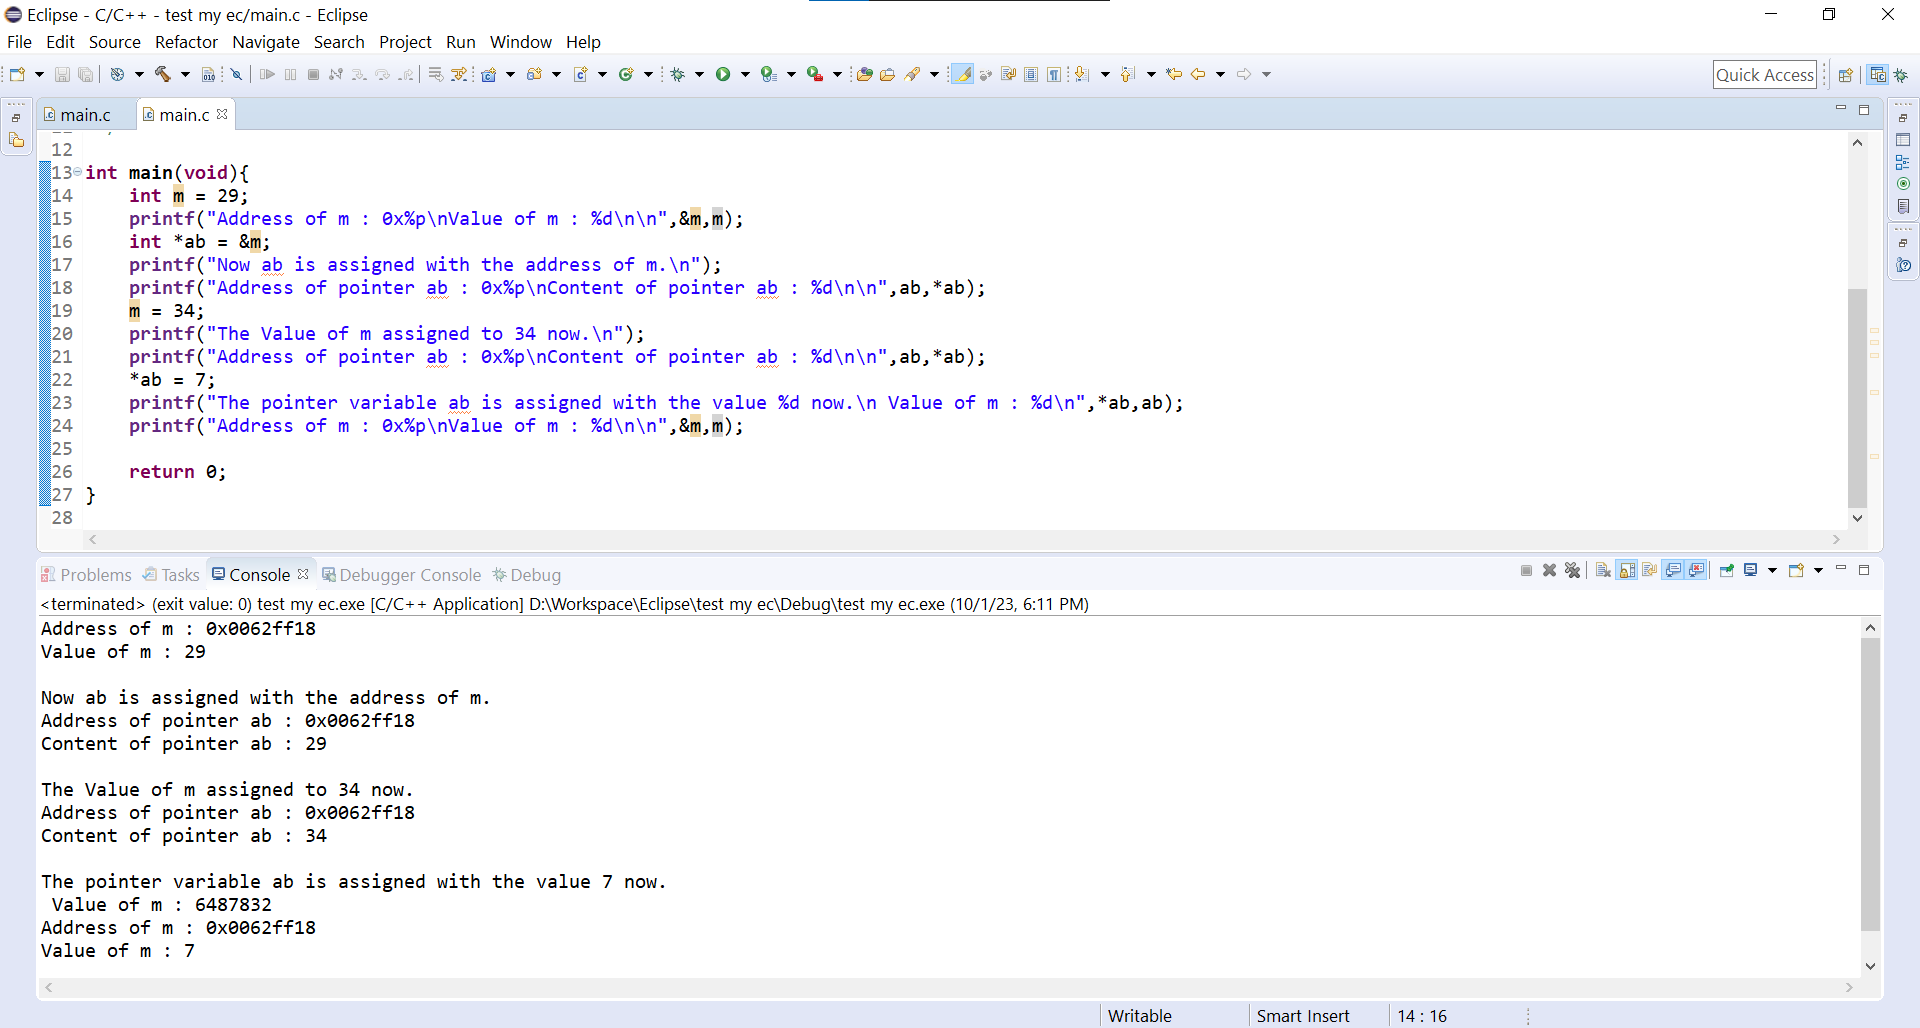 Eclipse - C/C++ - test my ec/main.c - Eclipse
File Edit Source Refactor Navigate Search Project Run Window Help
Quick Access
main.c main.c
12
13 int main(void){
14     int m = 29;
15     printf("Address of m : 0x%p\nValue of m : %d\n\n",&m,m);
16     int *ab = &m;
17     printf("Now ab is assigned with the address of m.\n");
18     printf("Address of pointer ab : 0x%p\nContent of pointer ab : %d\n\n",ab,*ab);
19     m = 34;
20     printf("The Value of m assigned to 34 now.\n");
21     printf("Address of pointer ab : 0x%p\nContent of pointer ab : %d\n\n",ab,*ab);
22     *ab = 7;
23     printf("The pointer variable ab is assigned with the value %d now.\n Value of m : %d\n",*ab,ab);
24     printf("Address of m : 0x%p\nValue of m : %d\n\n",&m,m);
25
26     return 0;
27 }
28
Problems Tasks Console Debugger Console Debug
<terminated> (exit value: 0) test my ec.exe [C/C++ Application] D:\Workspace\Eclipse\test my ec\Debug\test my ec.exe (10/1/23, 6:11 PM)
Address of m : 0x0062ff18
Value of m : 29
Now ab is assigned with the address of m.
Address of pointer ab : 0x0062ff18
Content of pointer ab : 29
The Value of m assigned to 34 now.
Address of pointer ab : 0x0062ff18
Content of pointer ab : 34
The pointer variable ab is assigned with the value 7 now.
 Value of m : 6487832
Address of m : 0x0062ff18
Value of m : 7
Writable Smart Insert 14 : 16